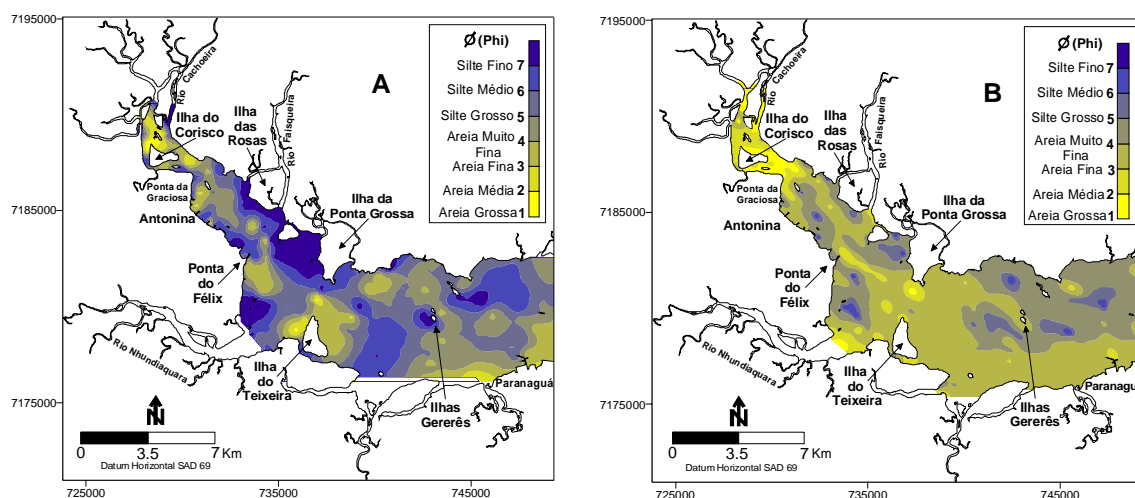 7195000
7185000
7175000
725000
735000
745000
A
Ø (Phi)
Silte Fino 7
Silte Médio 6
Silte Grosso 5
Areia Muito 4
Fina
Areia Fina 3
Areia Média 2
Areia Grossa 1
Rio Cachoeira
Ilha do
Corisco
Ilha
das
Rosas
Rio Faisqueira
Ponta da
Graciosa
Antonina
Ilha da
Ponta Grossa
Ponta
do
Félix
Rio Nhundiaquara
Ilha
do
Teixeira
Ilhas
Gererês
Paranaguá
N
0 3.5 7 Km
Datum Horizontal SAD 69
7195000
7185000
7175000
725000
735000
745000
B
Ø (Phi)
Silte Fino 7
Silte Médio 6
Silte Grosso 5
Areia Muito 4
Fina
Areia Fina 3
Areia Média 2
Areia Grossa 1
Rio Cachoeira
Ilha do
Corisco
Ilha
das
Rosas
Rio Faisqueira
Ponta da
Graciosa
Antonina
Ilha da
Ponta Grossa
Ponta
do
Félix
Rio Nhundiaquara
Ilha
do
Teixeira
Ilhas
Gererês
Paranagu
N
0 3.5 7 Km
Datum Horizontal SAD 69